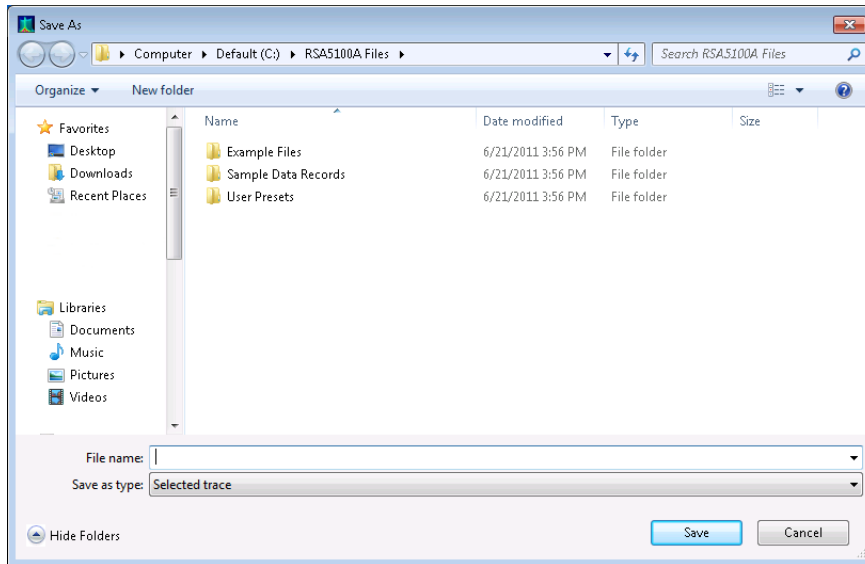 Save As
Computer Default (C:) RSA5100A Files
Search RSA5100A Files
Organize New folder
Name Date modified Type Size
Favorites
Desktop
Downloads
Recent Places
Libraries
Documents
Music
Pictures
Videos
Example Files 6/21/2011 3:56 PM File folder
Sample Data Records 6/21/2011 3:56 PM File folder
User Presets 6/21/2011 3:56 PM File folder
File name:
Save as type: Selected trace
Hide Folders
Save Cancel